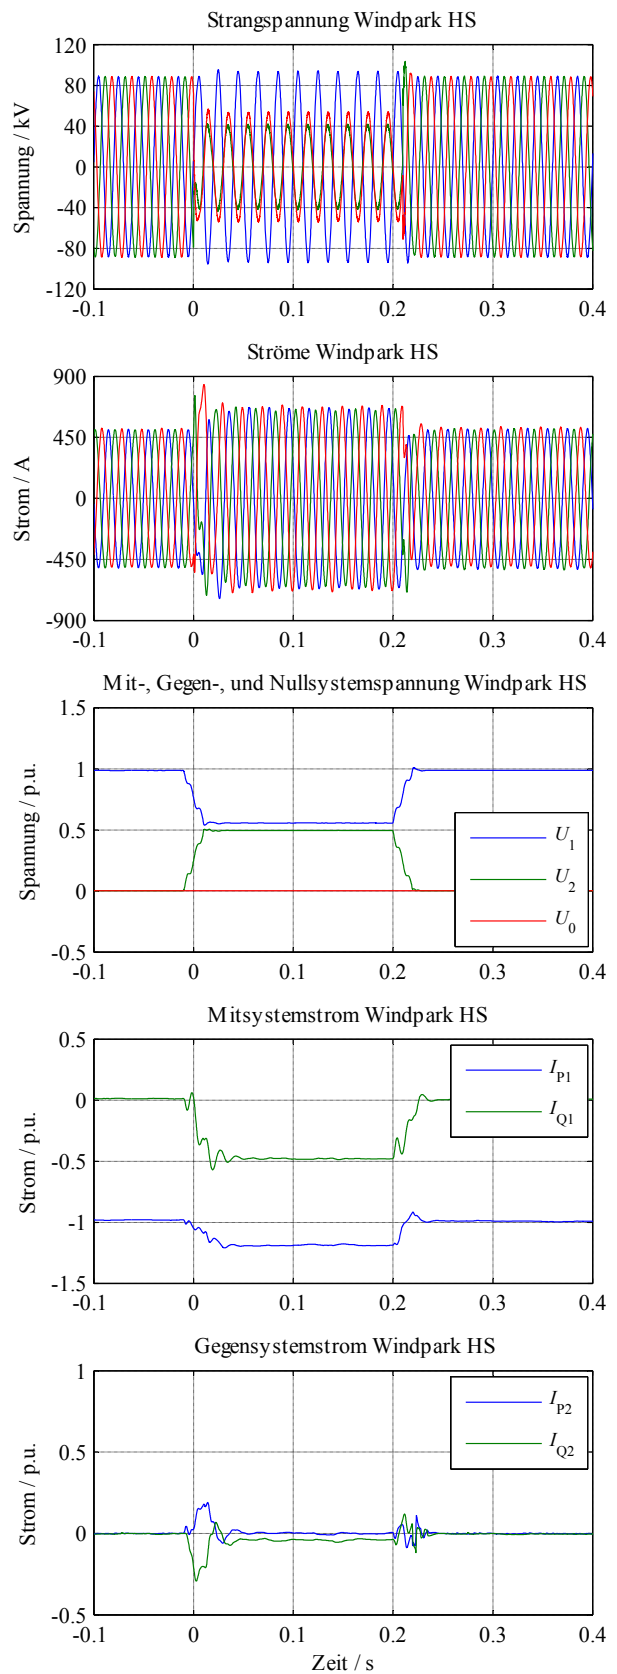 Strangspannung Windpark HS
Spannung / kV
120
80
40
0
-40
-80
-120
-0.1 0 0.1 0.2 0.3 0.4
Ströme Windpark HS
Strom / A
900
450
0
-450
-900
-0.1 0 0.1 0.2 0.3 0.4
Mit-, Gegen-, und Nullsystemspannung Windpark HS
Spannung / p.u.
1.5
1
0.5
0
-0.5
U1
U2
U0
-0.1 0 0.1 0.2 0.3 0.4
Mitsystemstrom Windpark HS
Strom / p.u.
0.5
0
-0.5
-1
-1.5
IP1
IQ1
-0.1 0 0.1 0.2 0.3 0.4
Gegensystemstrom Windpark HS
Strom / p.u.
1
0.5
0
-0.5
IP2
IQ2
-0.1 0 0.1 0.2 0.3 0.4
Zeit / s